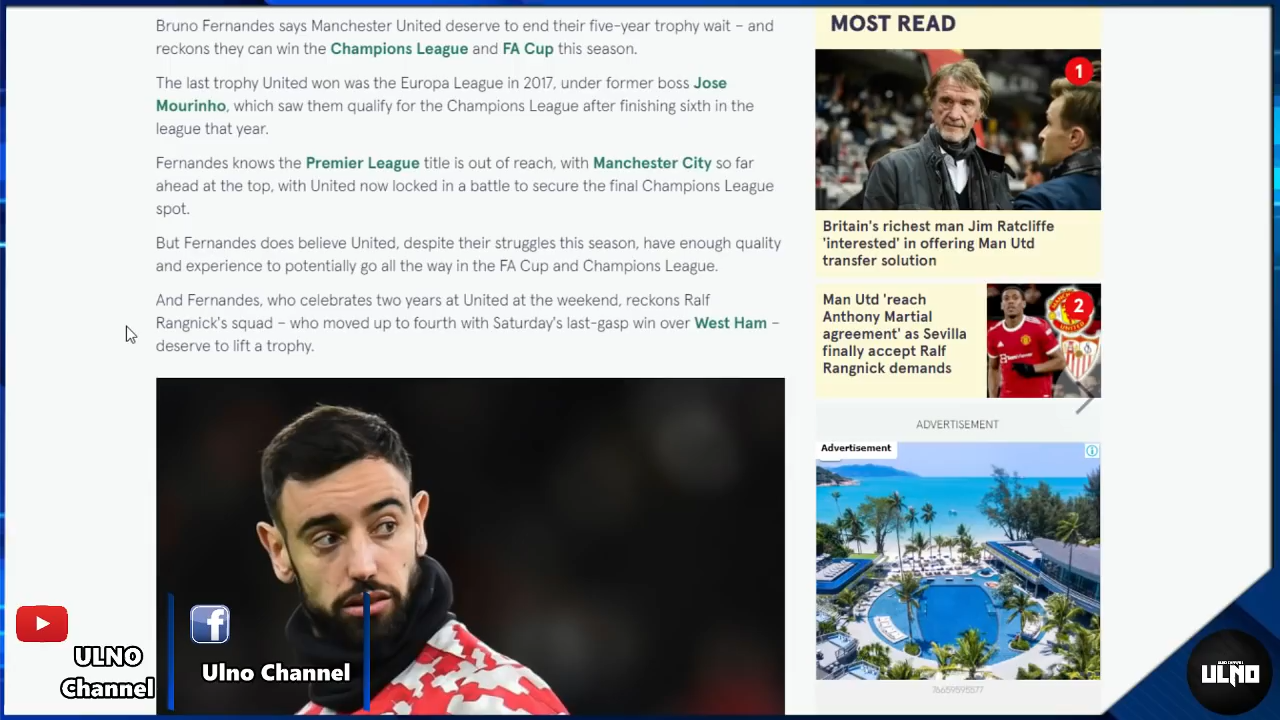 Bruno Fernandes says Manchester United deserve to end their five-year trophy wait – and
reckons they can win the Champions League and FA Cup this season.
The last trophy United won was the Europa League in 2017, under former boss Jose
Mourinho, which saw them qualify for the Champions League after finishing sixth in the
league that year.
Fernandes knows the Premier League title is out of reach, with Manchester City so far
ahead at the top, with United now locked in a battle to secure the final Champions League
spot.
But Fernandes does believe United, despite their struggles this season, have enough quality
and experience to potentially go all the way in the FA Cup and Champions League.
And Fernandes, who celebrates two years at United at the weekend, reckons Ralf
Rangnick's squad – who moved up to fourth with Saturday's last-gasp win over West Ham –
deserve to lift a trophy.
MOST READ
1
Britain's richest man Jim Ratcliffe
'interested' in offering Man Utd
transfer solution
Man Utd 'reach
Anthony Martial
agreement' as Sevilla
finally accept Ralf
Rangnick demands
2
ADVERTISEMENT
Advertisement
ULNO
Channel
Ulno Channel
ULNO